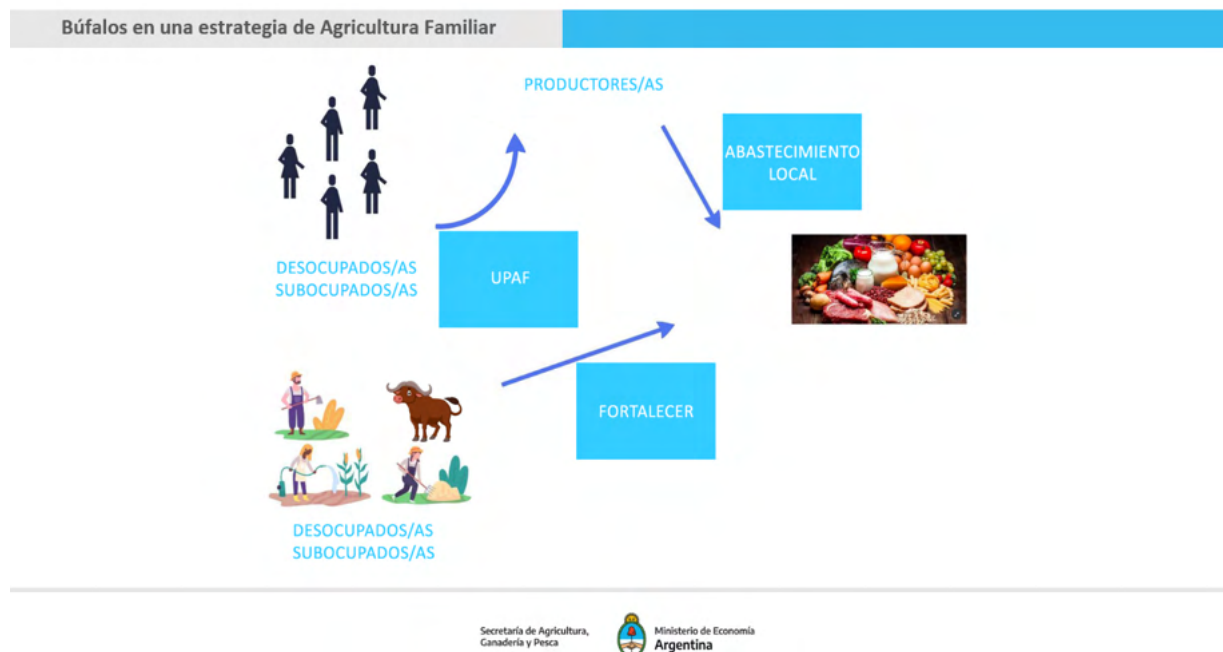 Búfalos en una estrategia de Agricultura Familiar
PRODUCTORES/AS
ABASTECIMIENTO
LOCAL
DESOCUPADOS/AS
SUBOCUPADOS/AS
UPAF
FORTALECER
DESOCUPADOS/AS
SUBOCUPADOS/AS
Secretaría de Agricultura,
Ganadería y Pesca
Ministerio de Economía
Argentina